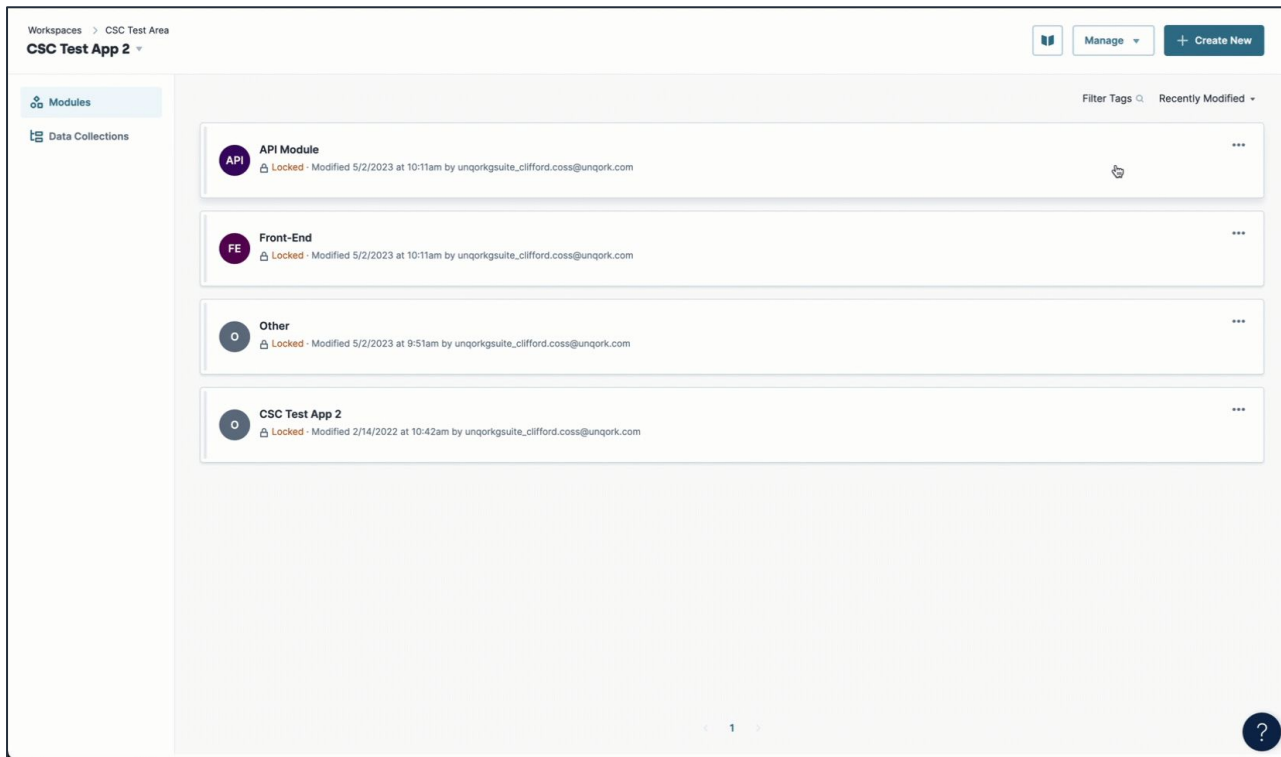 Workspaces > CSC Test Area
CSC Test App 2
Manage
+ Create New
Modules
Data Collections
Filter Tags
Recently Modified
API
API Module
Locked - Modified 5/2/2023 at 10:11am by unqorkgsuite_clifford.coss@unqork.com
FE
Front-End
Locked - Modified 5/2/2023 at 10:11am by unqorkgsuite_clifford.coss@unqork.com
O
Other
Locked - Modified 5/2/2023 at 9:51am by unqorkgsuite_clifford.coss@unqork.com
O
CSC Test App 2
Locked - Modified 2/14/2022 at 10:42am by unqorkgsuite_clifford.coss@unqork.com
< 1 >
?